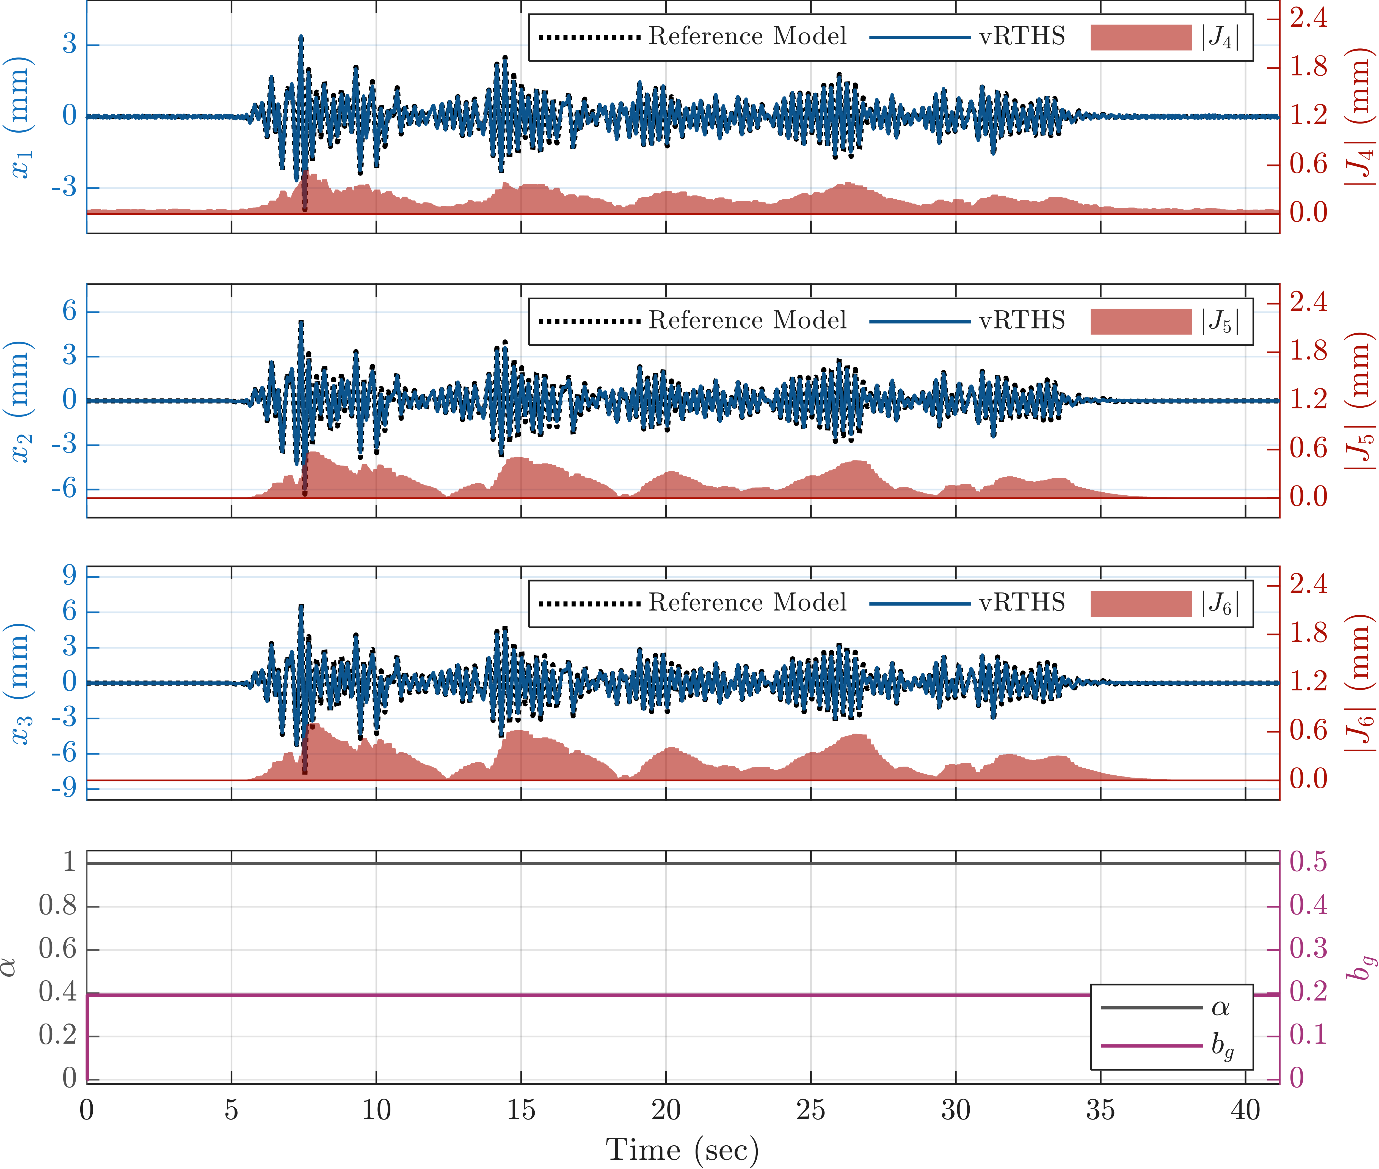 Reference Model vRTHS |J₄|
x₁ (mm)
3
0
-3
2.4
1.8
1.2
0.6
0.0
|J₄| (mm)
Reference Model vRTHS |J₅|
x₂ (mm)
6
3
0
-3
-6
2.4
1.8
1.2
0.6
0.0
|J₅| (mm)
Reference Model vRTHS |J₆|
x₃ (mm)
9
6
3
0
-3
-6
-9
2.4
1.8
1.2
0.6
0.0
|J₆| (mm)
α
1
0.8
0.6
0.4
0.2
0
0.5
0.4
0.3
0.2
0.1
0
b_g
α
b_g
0 5 10 15 20 25 30 35 40
Time (sec)